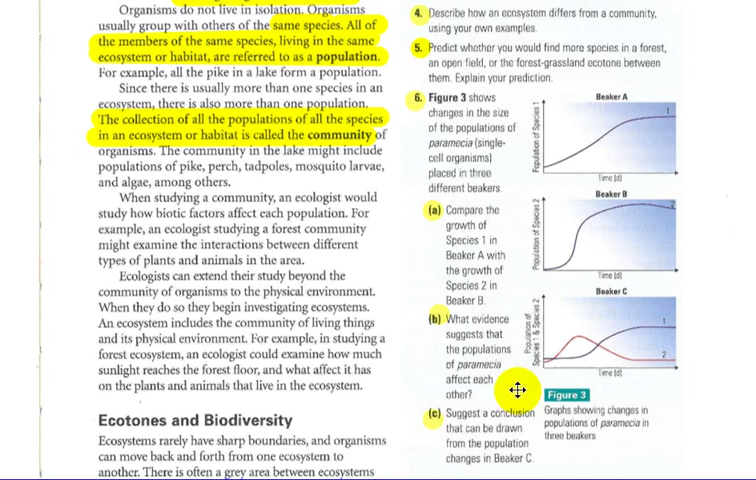 Organisms do not live in isolation. Organisms
usually group with others of the same species. All of
the members of the same species, living in the same
ecosystem or habitat, are referred to as a population.
For example, all the pike in a lake form a population.
Since there is usually more than one species in an
ecosystem, there is also more than one population.
The collection of all the populations of all the species
in an ecosystem or habitat is called the community of
organisms. The community in the lake might include
populations of pike, perch, tadpoles, mosquito larvae,
and algae, among others.
When studying a community, an ecologist would
study how biotic factors affect each population. For
example, an ecologist studying a forest community
might examine the interactions between different
types of plants and animals in the area.
Ecologists can extend their study beyond the
community of organisms to the physical environment.
When they do so they begin investigating ecosystems.
An ecosystem includes the community of living things
and its physical environment. For example, in studying a
forest ecosystem, an ecologist could examine how much
sunlight reaches the forest floor, and what affect it has
on the plants and animals that live in the ecosystem.
Ecotones and Biodiversity
Ecosystems rarely have sharp boundaries, and organisms
can move back and forth from one ecosystem to
another. There is often a grey area between ecosystems
4. Describe how an ecosystem differs from a community,
using your own examples.
5. Predict whether you would find more species in a forest,
an open field, or the forest-grassland ecotone between
them. Explain your prediction.
6. Figure 3 shows
changes in the size
of the populations of
paramecia (single-
cell organisms)
placed in three
different beakers.
(a) Compare the
growth of
Species 1 in
Beaker A with
the growth of
Species 2 in
Beaker B.
(b) What evidence
suggests that
the populations
of paramecia
affect each
other?
(c) Suggest a conclusion
that can be drawn
from the population
changes in Beaker C.
Beaker A
Population of Species 1
1
Time (d)
Beaker B
Population of Species 2
2
Time (d)
Beaker C
Population of
Species 1 & Species 2
1
2
Time (d)
Figure 3
Graphs showing changes in
populations of paramecia in
three beakers